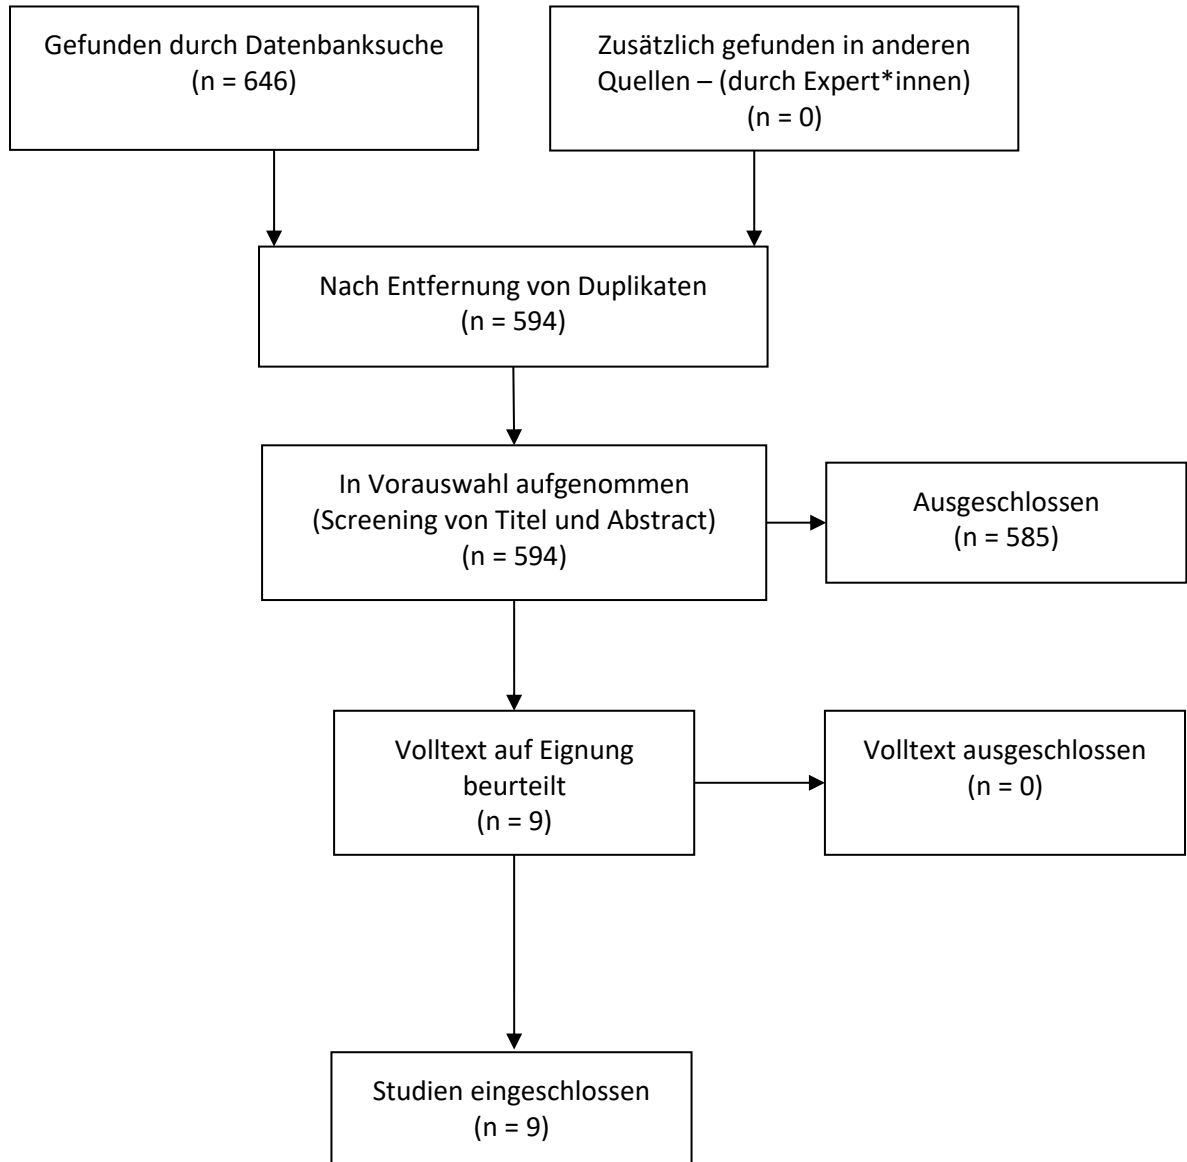 Gefunden durch Datenbanksuche
(n = 646)
Zusätzlich gefunden in anderen
Quellen – (durch Expert*innen)
(n = 0)
Nach Entfernung von Duplikaten
(n = 594)
In Vorauswahl aufgenommen
(Screening von Titel und Abstract)
(n = 594)
Ausgeschlossen
(n = 585)
Volltext auf Eignung
beurteilt
(n = 9)
Volltext ausgeschlossen
(n = 0)
Studien eingeschlossen
(n = 9)